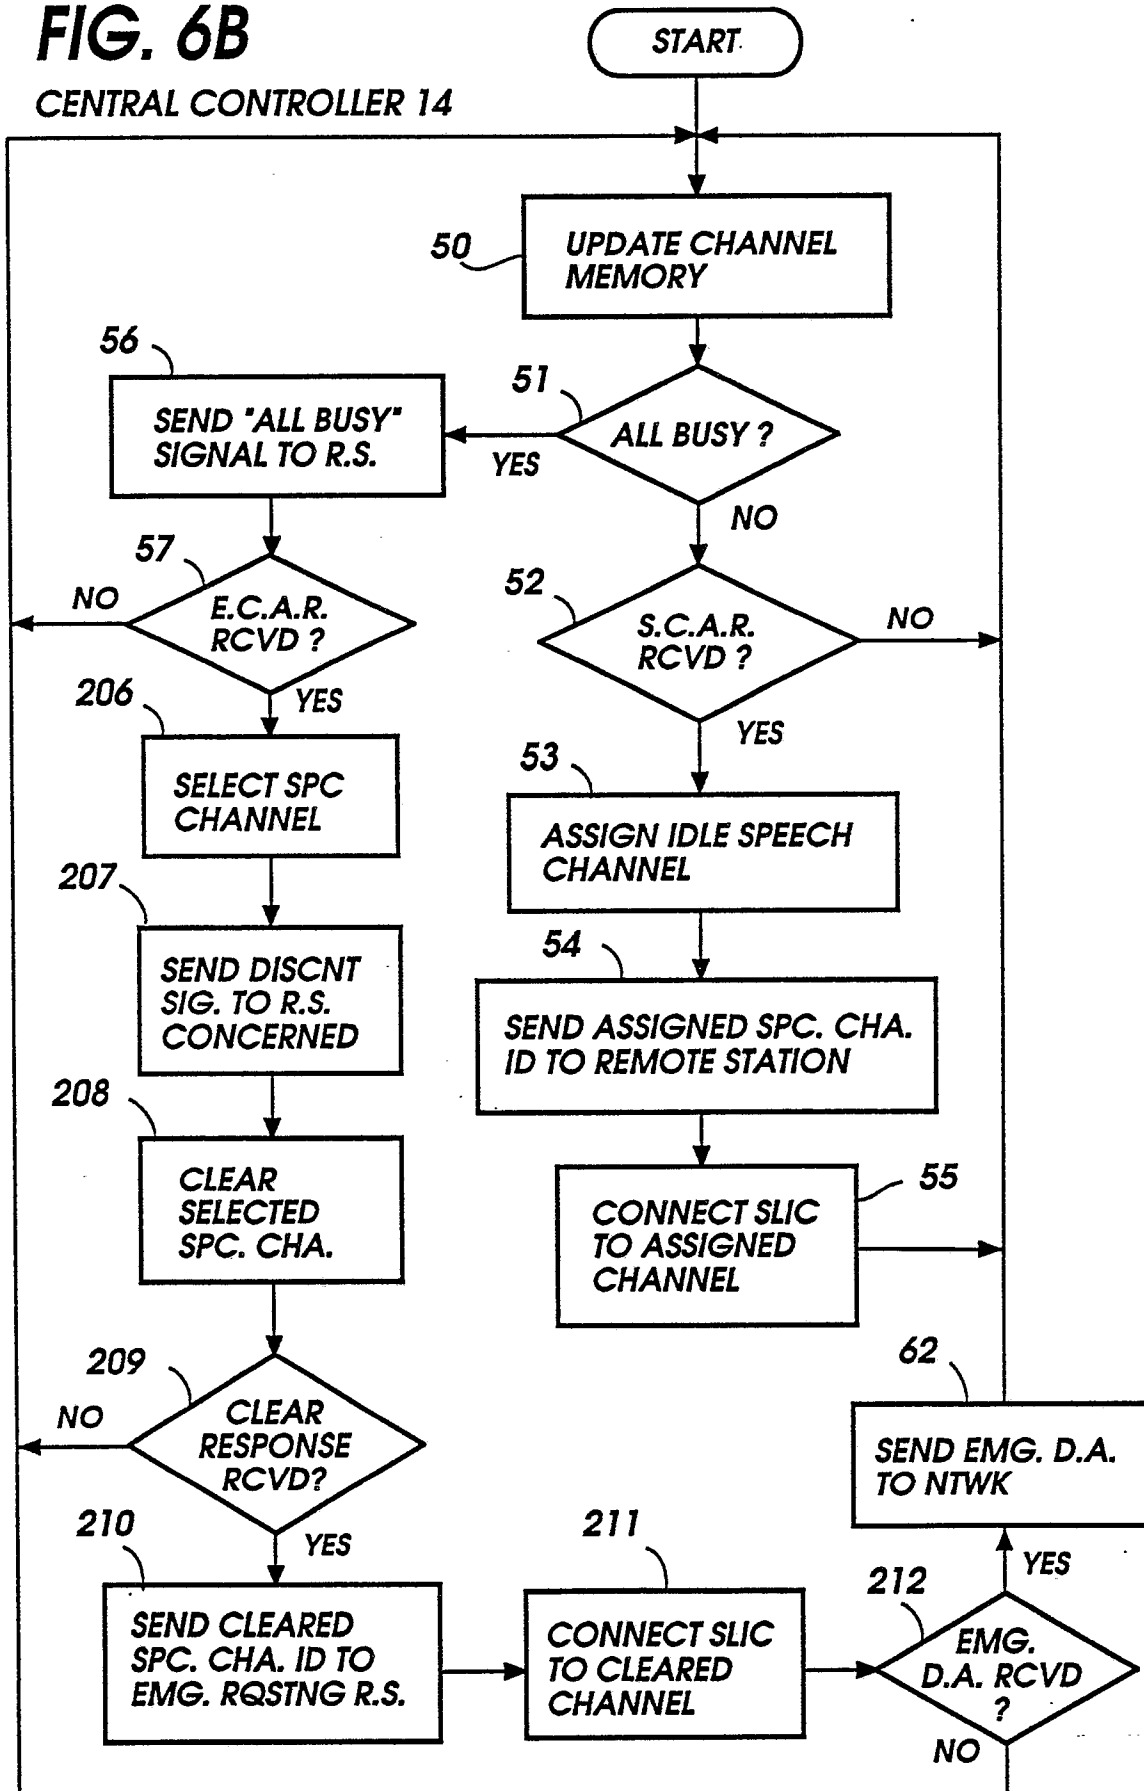 FIG. 6B
CENTRAL CONTROLLER 14
START
50
UPDATE CHANNEL
MEMORY
51
ALL BUSY ?
YES
NO
56
SEND "ALL BUSY"
SIGNAL TO R.S.
57
E.C.A.R.
RCVD ?
NO
YES
52
S.C.A.R.
RCVD ?
NO
YES
206
SELECT SPC
CHANNEL
53
ASSIGN IDLE SPEECH
CHANNEL
207
SEND DISCNT
SIG. TO R.S.
CONCERNED
54
SEND ASSIGNED SPC. CHA.
ID TO REMOTE STATION
208
CLEAR
SELECTED
SPC. CHA.
55
CONNECT SLIC
TO ASSIGNED
CHANNEL
209
CLEAR
RESPONSE
RCVD?
NO
YES
62
SEND EMG. D.A.
TO NTWK
210
SEND CLEARED
SPC. CHA. ID TO
EMG. RQSTNG R.S.
211
CONNECT SLIC
TO CLEARED
CHANNEL
212
EMG.
D.A. RCVD
?
YES
NO